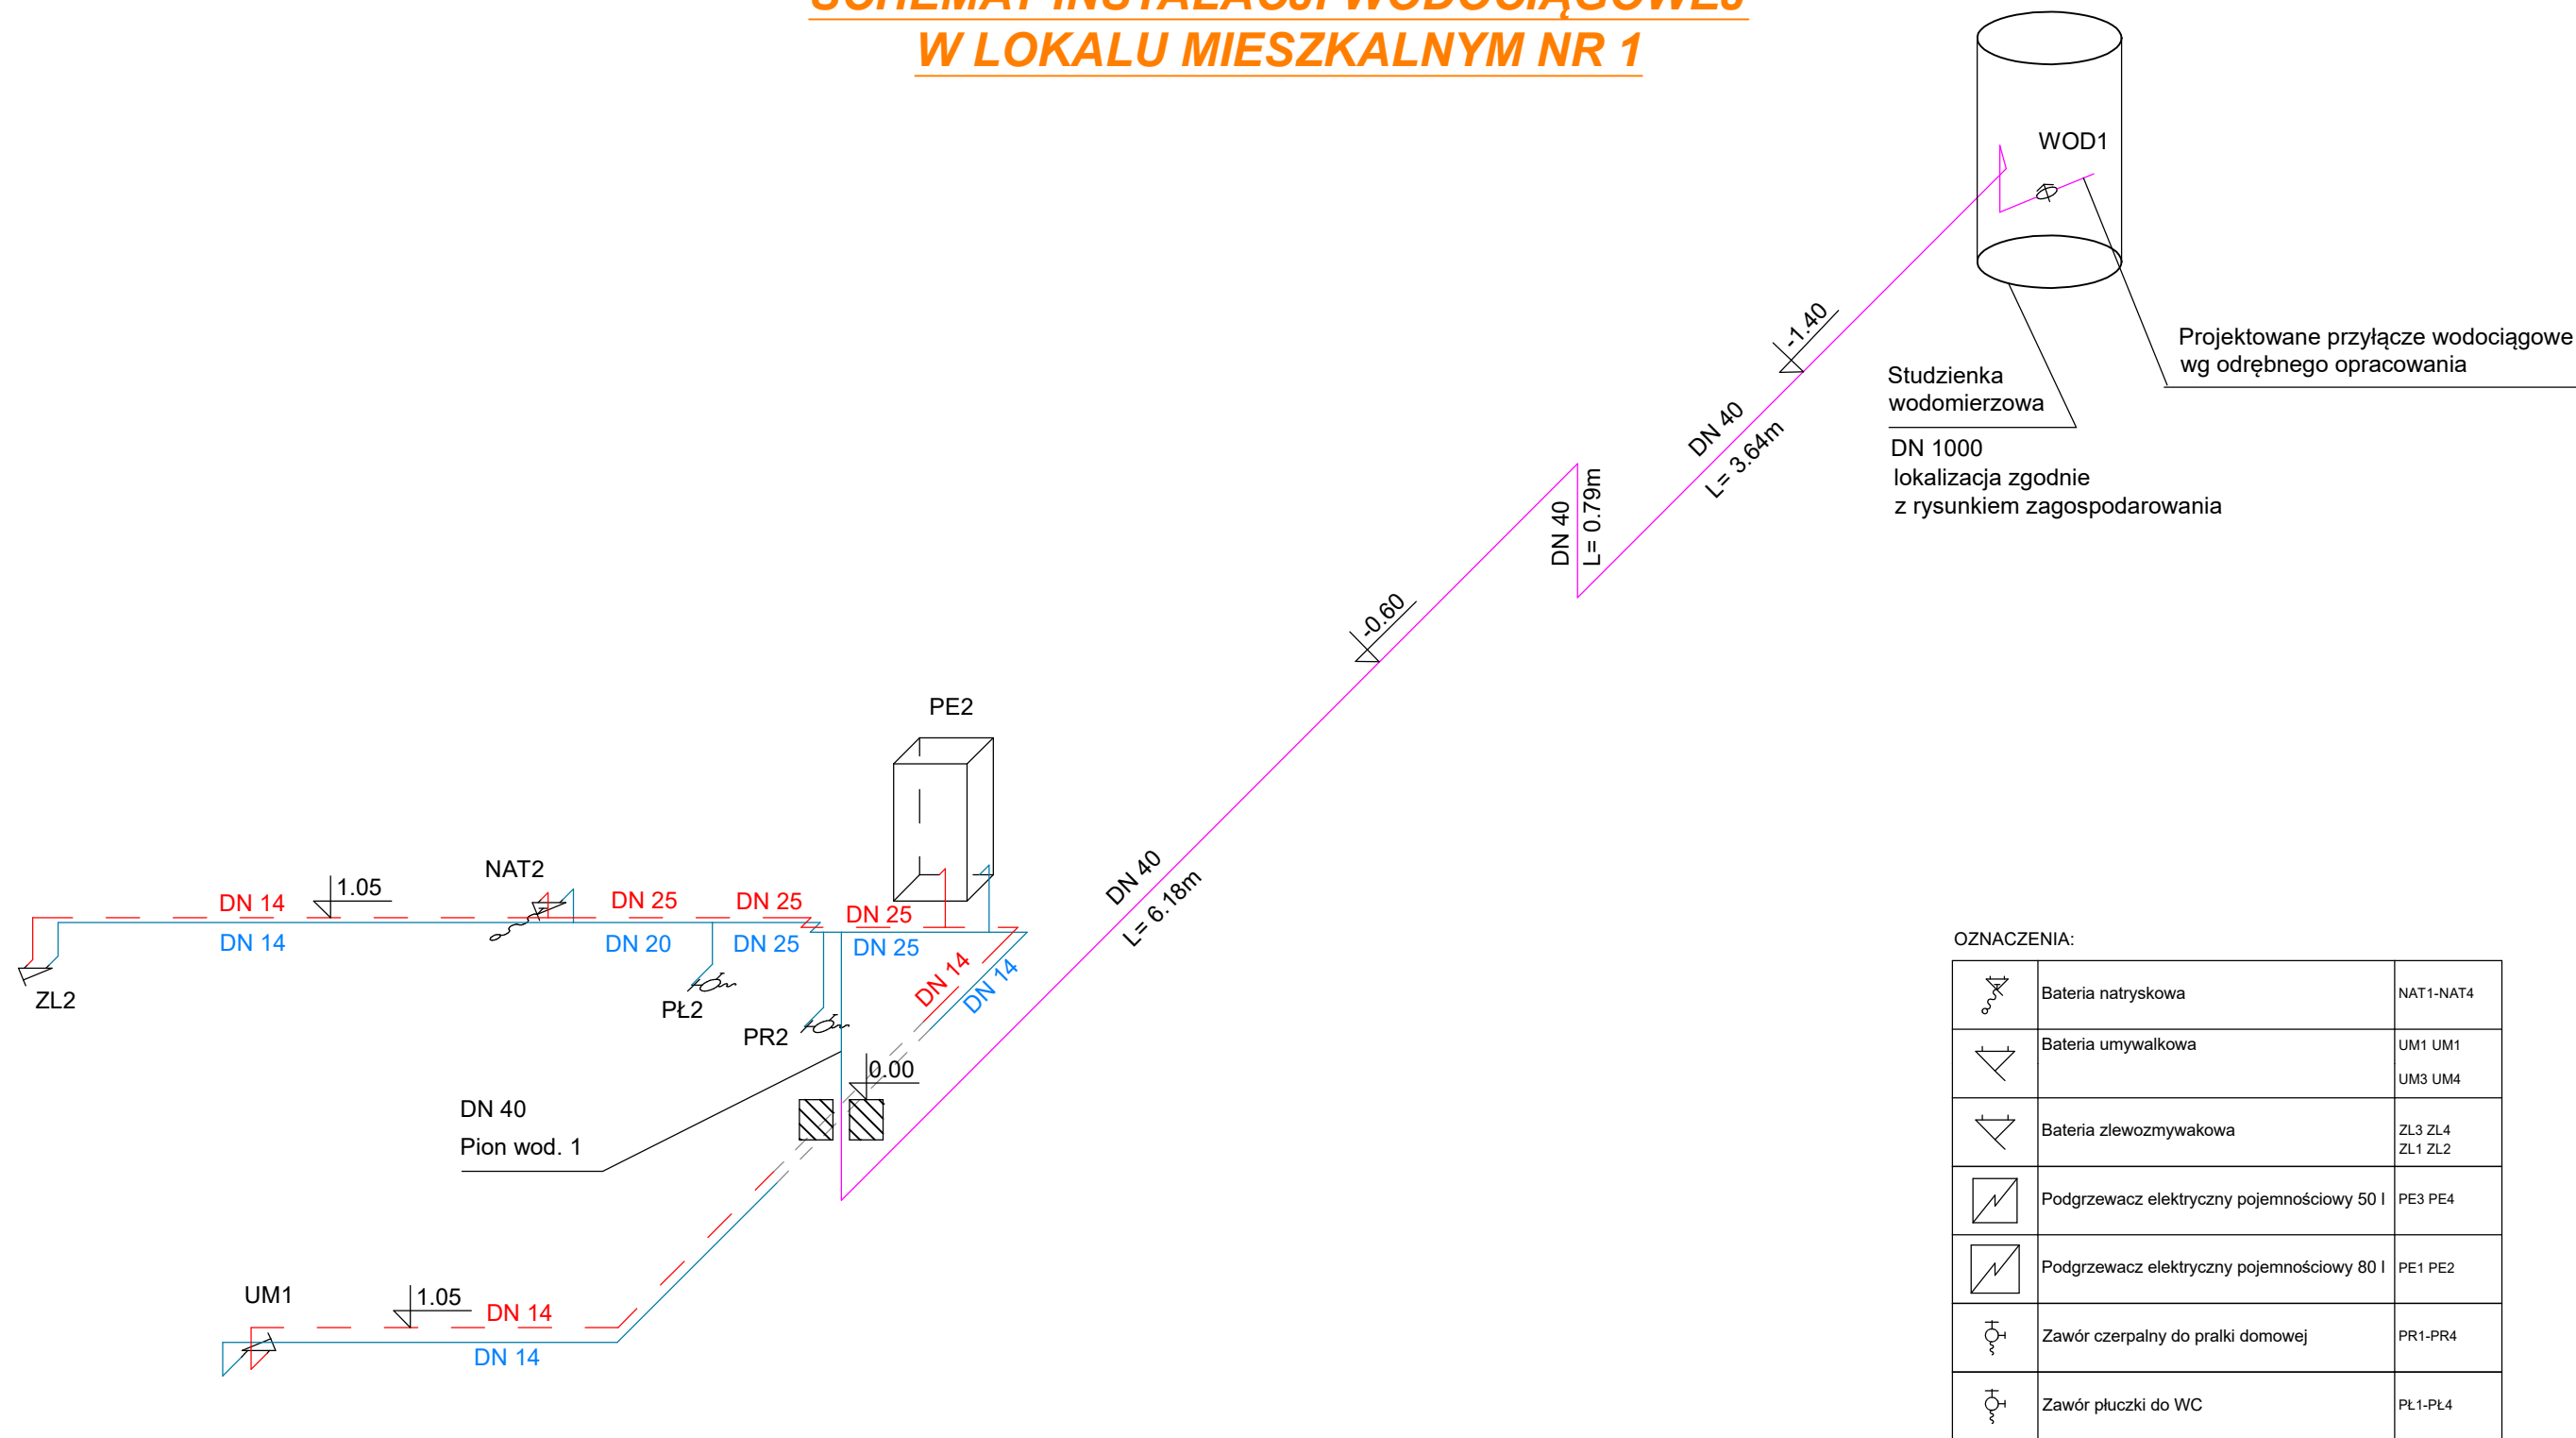 SCHEMAT INSTALACJI WODOCIĄGOWEJ
W LOKALU MIESZKALNYM NR 1
WOD1
Projektowane przyłącze wodociągowe
wg odrębnego opracowania
Studzienka
wodomierzowa
DN 1000
lokalizacja zgodnie
z rysunkiem zagospodarowania
-1.40
DN 40
L= 3.64m
DN 40
L= 0.79m
-0.60
DN 40
L= 6.18m
PE2
NAT2
1.05
DN 14
DN 14
DN 25
DN 20
DN 25
DN 25
DN 25
DN 25
DN 14
DN 14
ZL2
PŁ2
PR2
0.00
DN 40
Pion wod. 1
UM1
1.05
DN 14
DN 14
OZNACZENIA:
Bateria natryskowa NAT1-NAT4
Bateria umywalkowa UM1 UM1
UM3 UM4
Bateria zlewozmywakowa ZL3 ZL4
ZL1 ZL2
Podgrzewacz elektryczny pojemnościowy 50 l PE3 PE4
Podgrzewacz elektryczny pojemnościowy 80 l PE1 PE2
Zawór czerpalny do pralki domowej PR1-PR4
Zawór płuczki do WC PŁ1-PŁ4